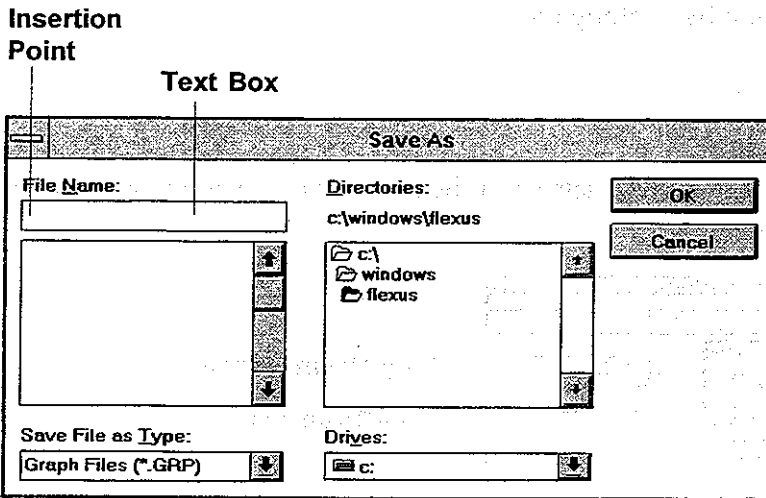 Insertion
Point
Text Box
Save As
File Name:
Directories:
OK
c:\windows\flexus
Cancel
c:\
windows
flexus
Save File as Type:
Drives:
Graph Files (*.GRP)
c: